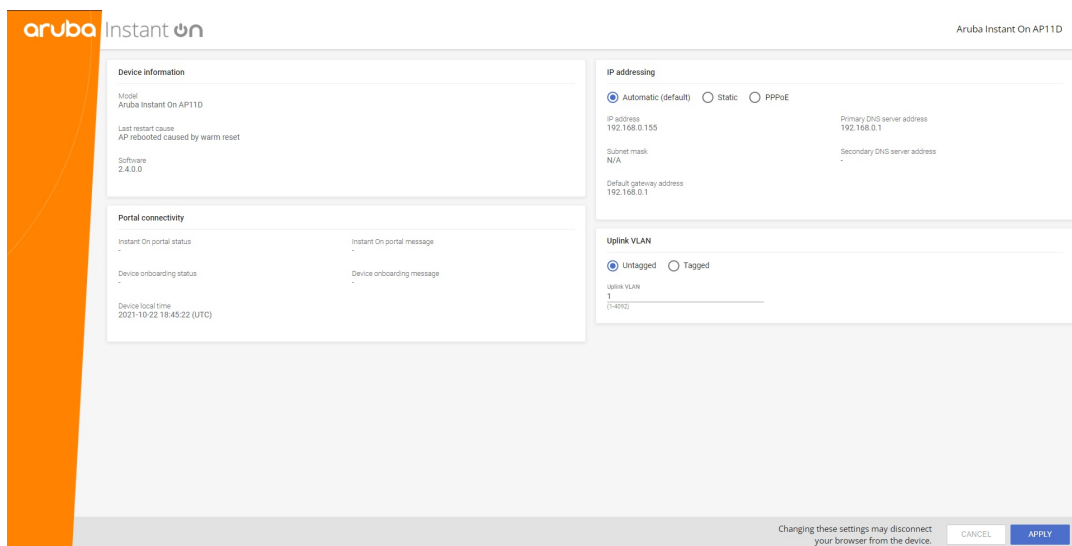 aruba Instant on
Aruba Instant On AP11D
Device information
Model
Aruba Instant On AP11D
Last restart cause
AP rebooted caused by warm reset
Software
2.4.0.0
Portal connectivity
Instant On portal status
-
Instant On portal message
-
Device onboarding status
-
Device onboarding message
-
Device local time
2021-10-22 18:45:22 (UTC)
IP addressing
Automatic (default) Static PPPoE
IP address
192.168.0.155
Primary DNS server address
192.168.0.1
Subnet mask
N/A
Secondary DNS server address
-
Default gateway address
192.168.0.1
Uplink VLAN
Untagged Tagged
Uplink VLAN
1
(1-4092)
Changing these settings may disconnect
your browser from the device.
CANCEL
APPLY